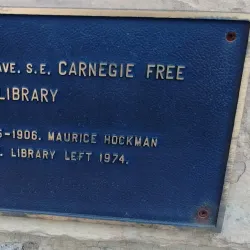 AVE. S.E. CARNEGIE FREE
LIBRARY
-1906. MAURICE HOCKMAN
. LIBRARY LEFT 1974.